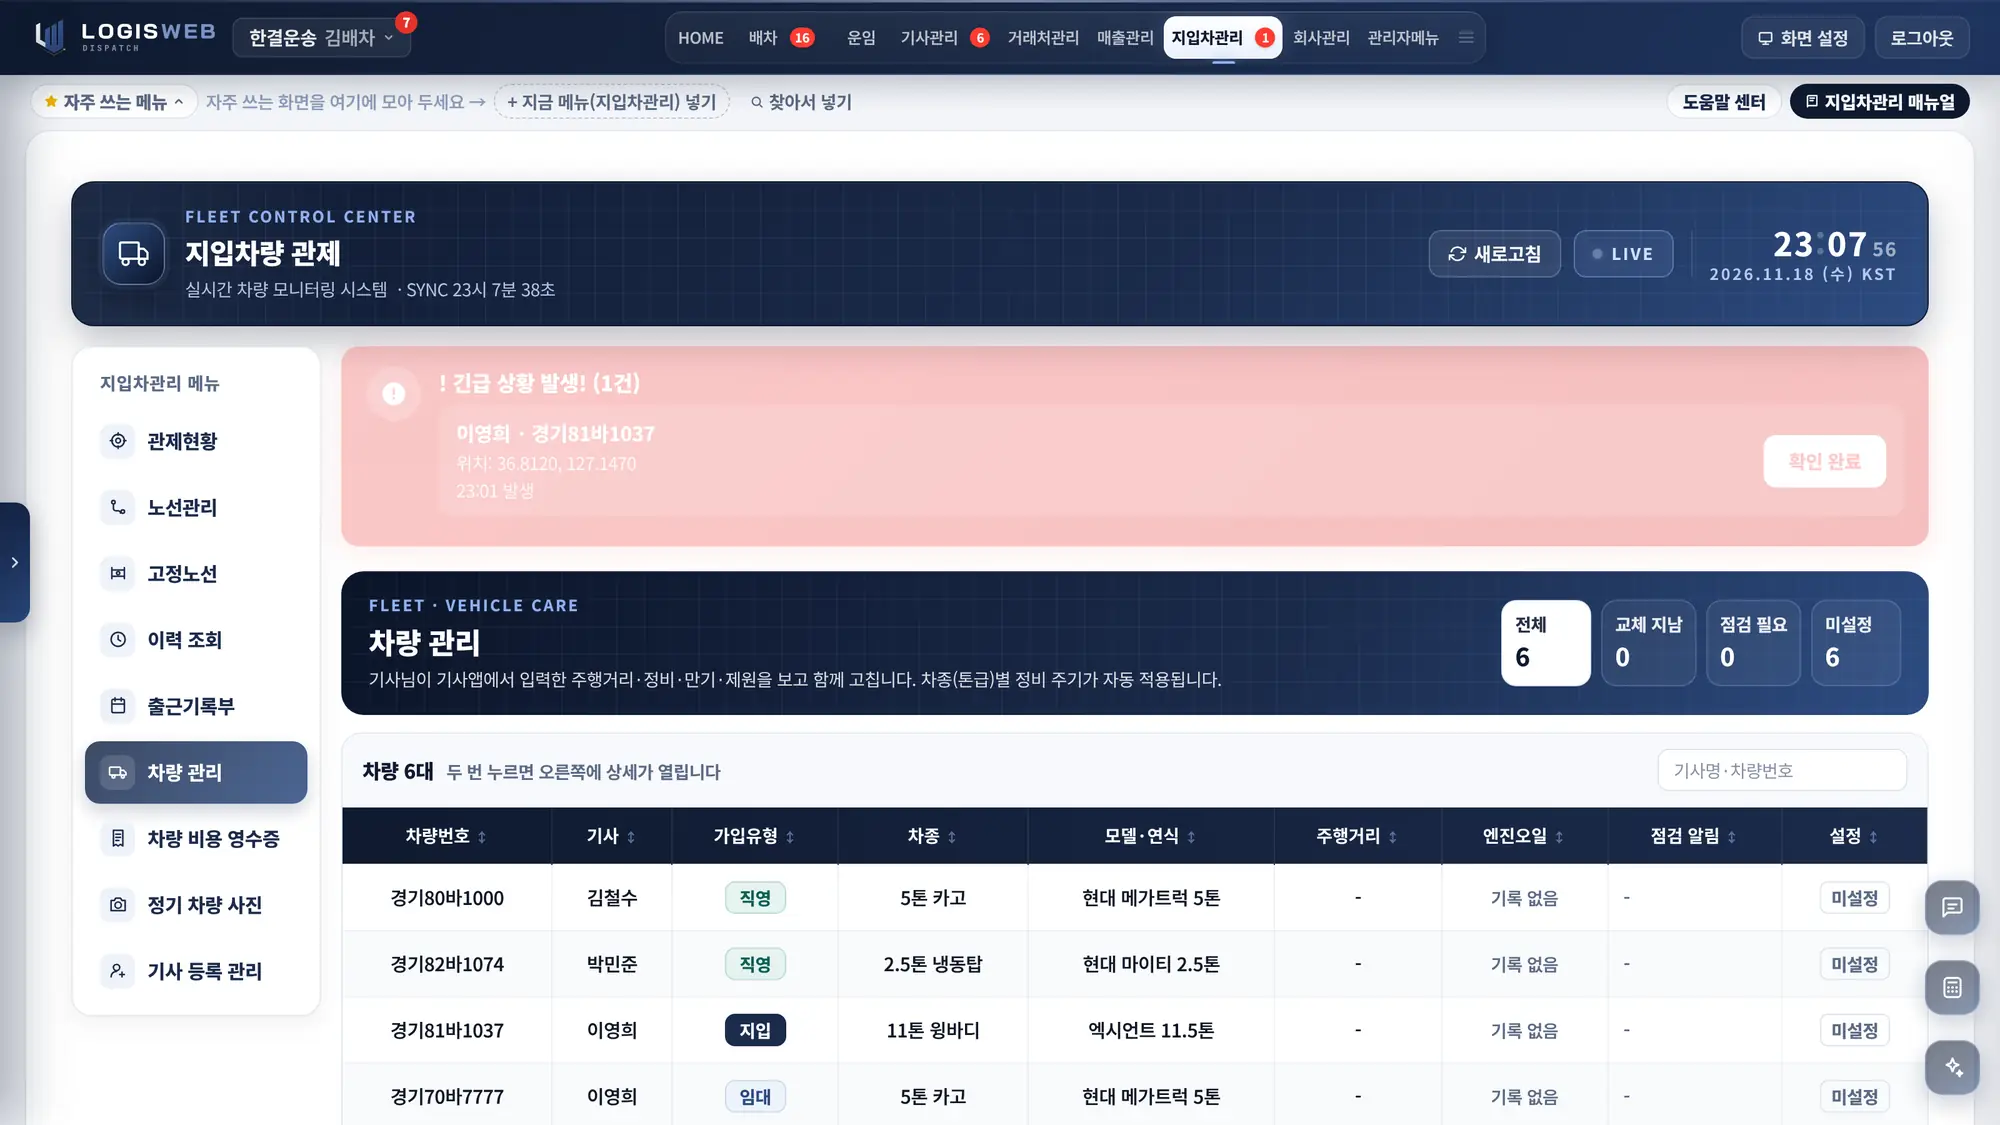 LOGISWEB
DISPATCH
한결운송 김배차
7
HOME
배차 16
운임
기사관리 6
거래처관리
매출관리
지입차관리 1
회사관리
관리자메뉴
화면 설정
로그아웃
자주 쓰는 메뉴
자주 쓰는 화면을 여기에 모아 두세요 →
+ 지금 메뉴(지입차관리) 넣기
찾아서 넣기
도움말 센터
지입차관리 매뉴얼
FLEET CONTROL CENTER
지입차량 관제
실시간 차량 모니터링 시스템 · SYNC 23시 7분 38초
새로고침
LIVE
23:07 56
2026.11.18 (수) KST
지입차관리 메뉴
관제현황
노선관리
고정노선
이력 조회
출근기록부
차량 관리
차량 비용 영수증
정기 차량 사진
기사 등록 관리
! 긴급 상황 발생! (1건)
이영희 · 경기81바1037
위치: 36.8120, 127.1470
23:01 발생
확인 완료
FLEET · VEHICLE CARE
차량 관리
기사님이 기사앱에서 입력한 주행거리·정비·만기·제원을 보고 함께 고칩니다. 차종(톤급)별 정비 주기가 자동 적용됩니다.
전체 6
교체 지남 0
점검 필요 0
미설정 6
차량 6대 두 번 누르면 오른쪽에 상세가 열립니다
기사명·차량번호
차량번호 기사 가입유형 차종 모델·연식 주행거리 엔진오일 점검 알림 설정
경기80바1000 김철수 직영 5톤 카고 현대 메가트럭 5톤 - 기록 없음 - 미설정
경기82바1074 박민준 직영 2.5톤 냉동탑 현대 마이티 2.5톤 - 기록 없음 - 미설정
경기81바1037 이영희 지입 11톤 윙바디 엑시언트 11.5톤 - 기록 없음 - 미설정
경기70바7777 이영희 임대 5톤 카고 현대 메가트럭 5톤 - 기록 없음 - 미설정